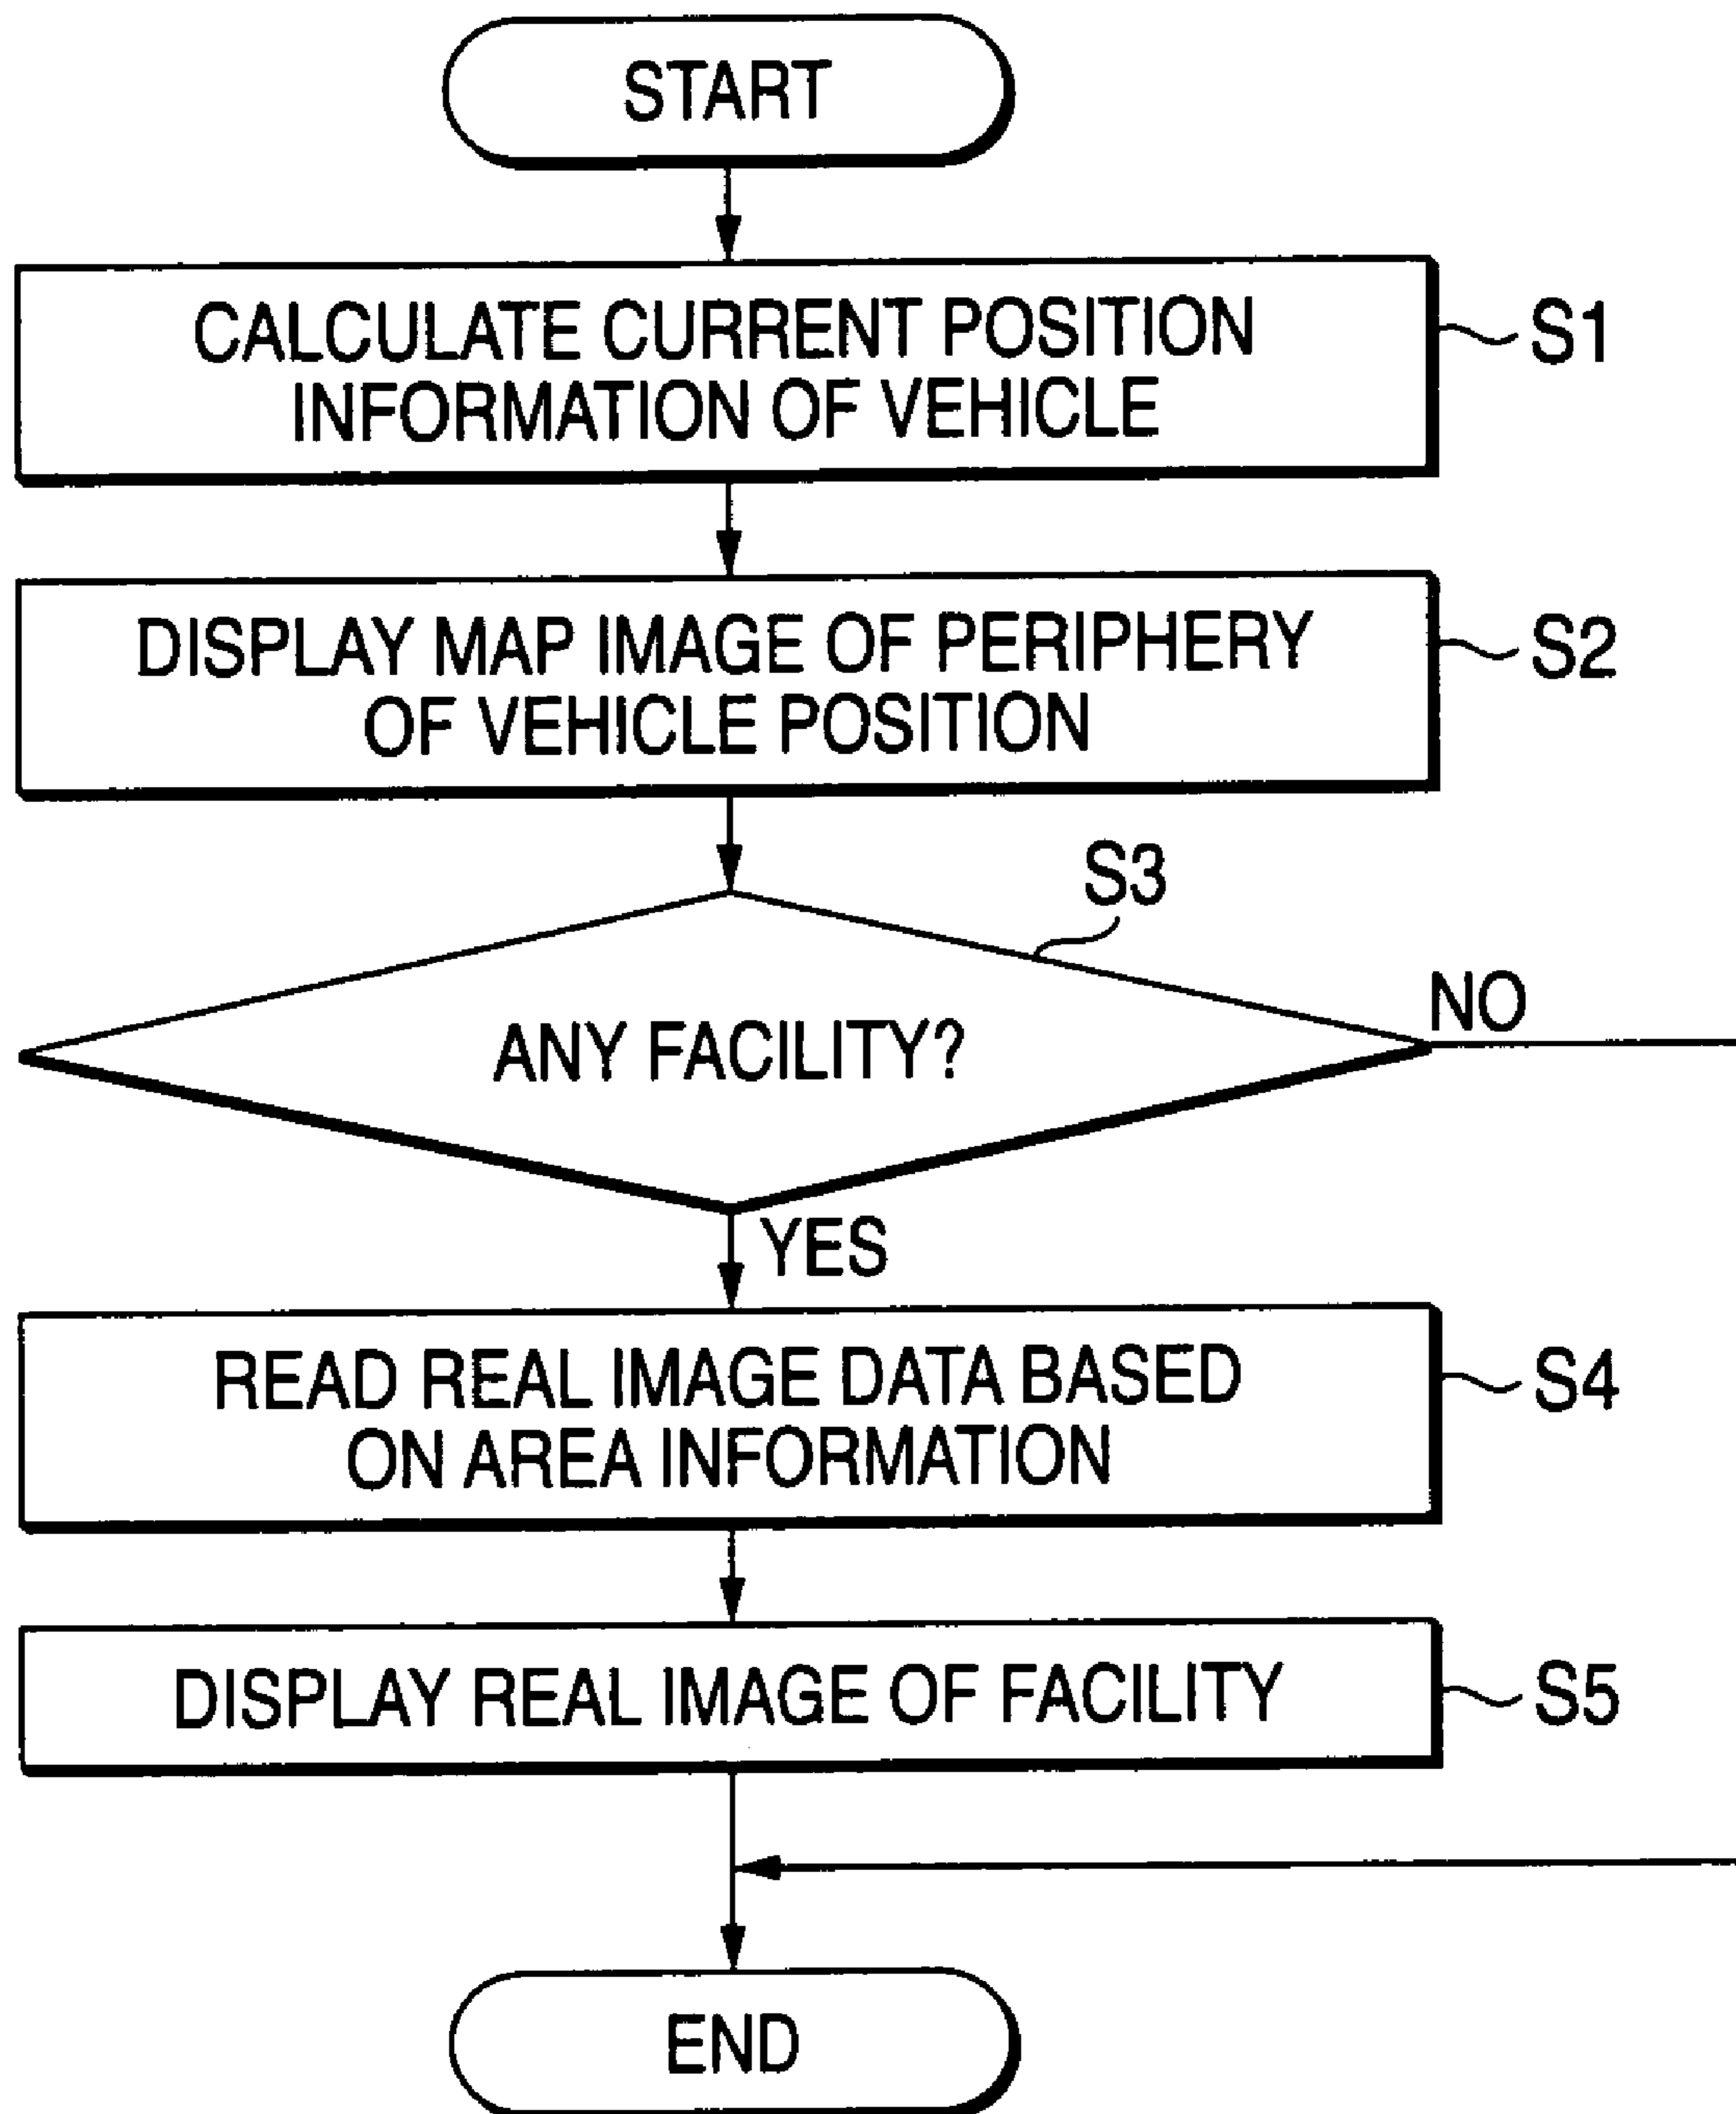 START
CALCULATE CURRENT POSITION
INFORMATION OF VEHICLE
S1
DISPLAY MAP IMAGE OF PERIPHERY
OF VEHICLE POSITION
S2
S3
ANY FACILITY?
NO
YES
READ REAL IMAGE DATA BASED
ON AREA INFORMATION
S4
DISPLAY REAL IMAGE OF FACILITY
S5
END